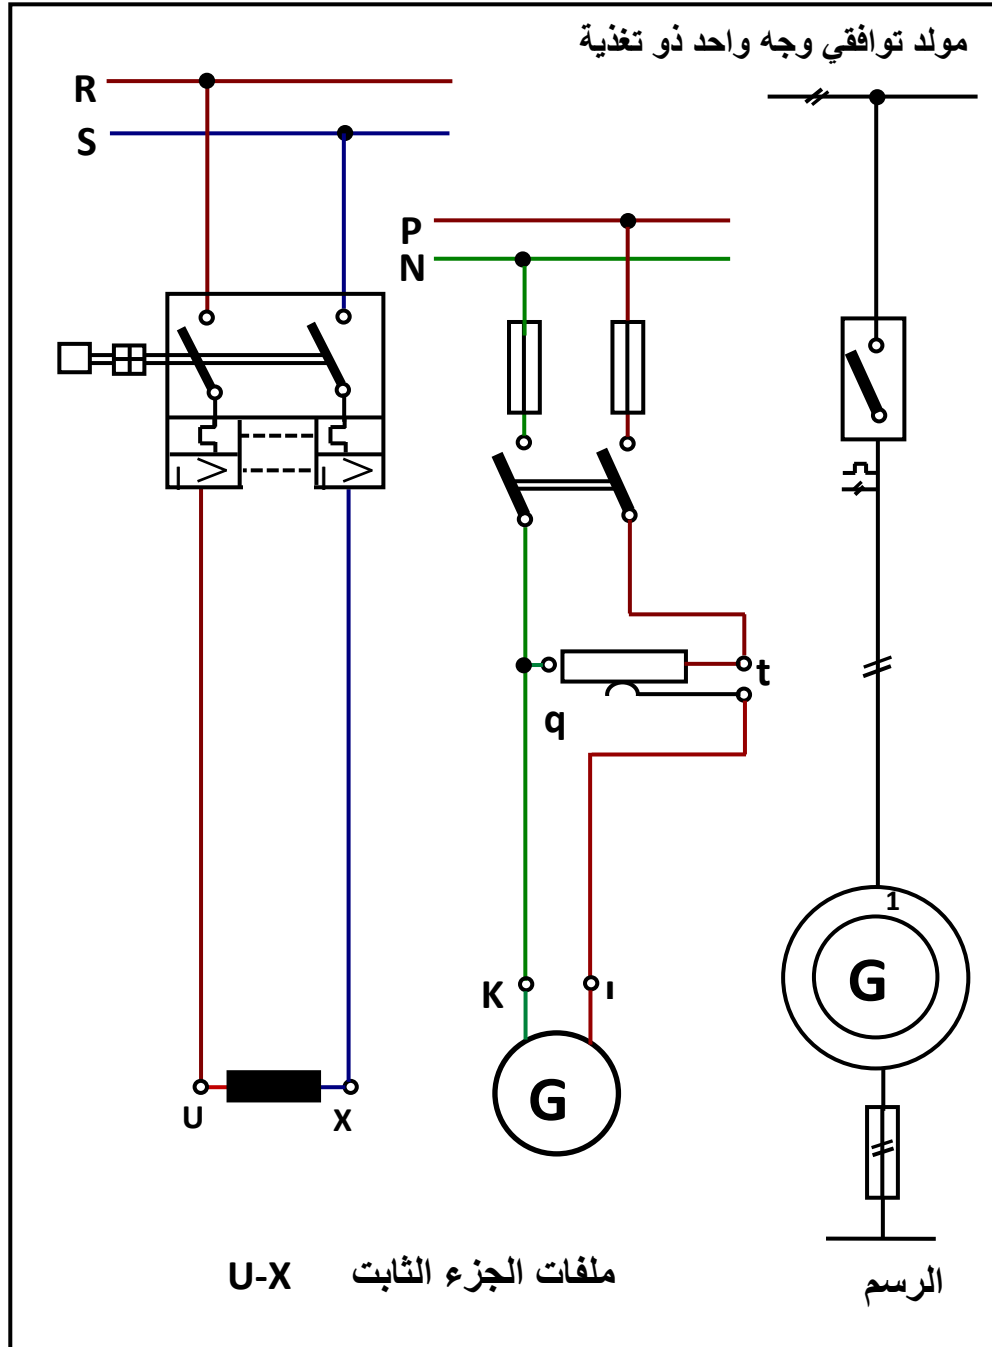 مولد توافقي وجه واحد ذو تغذية
R
S
P
N
t
q
1
K
I
G
G
U
X
ملفات الجزء الثابت U-X
الرسم